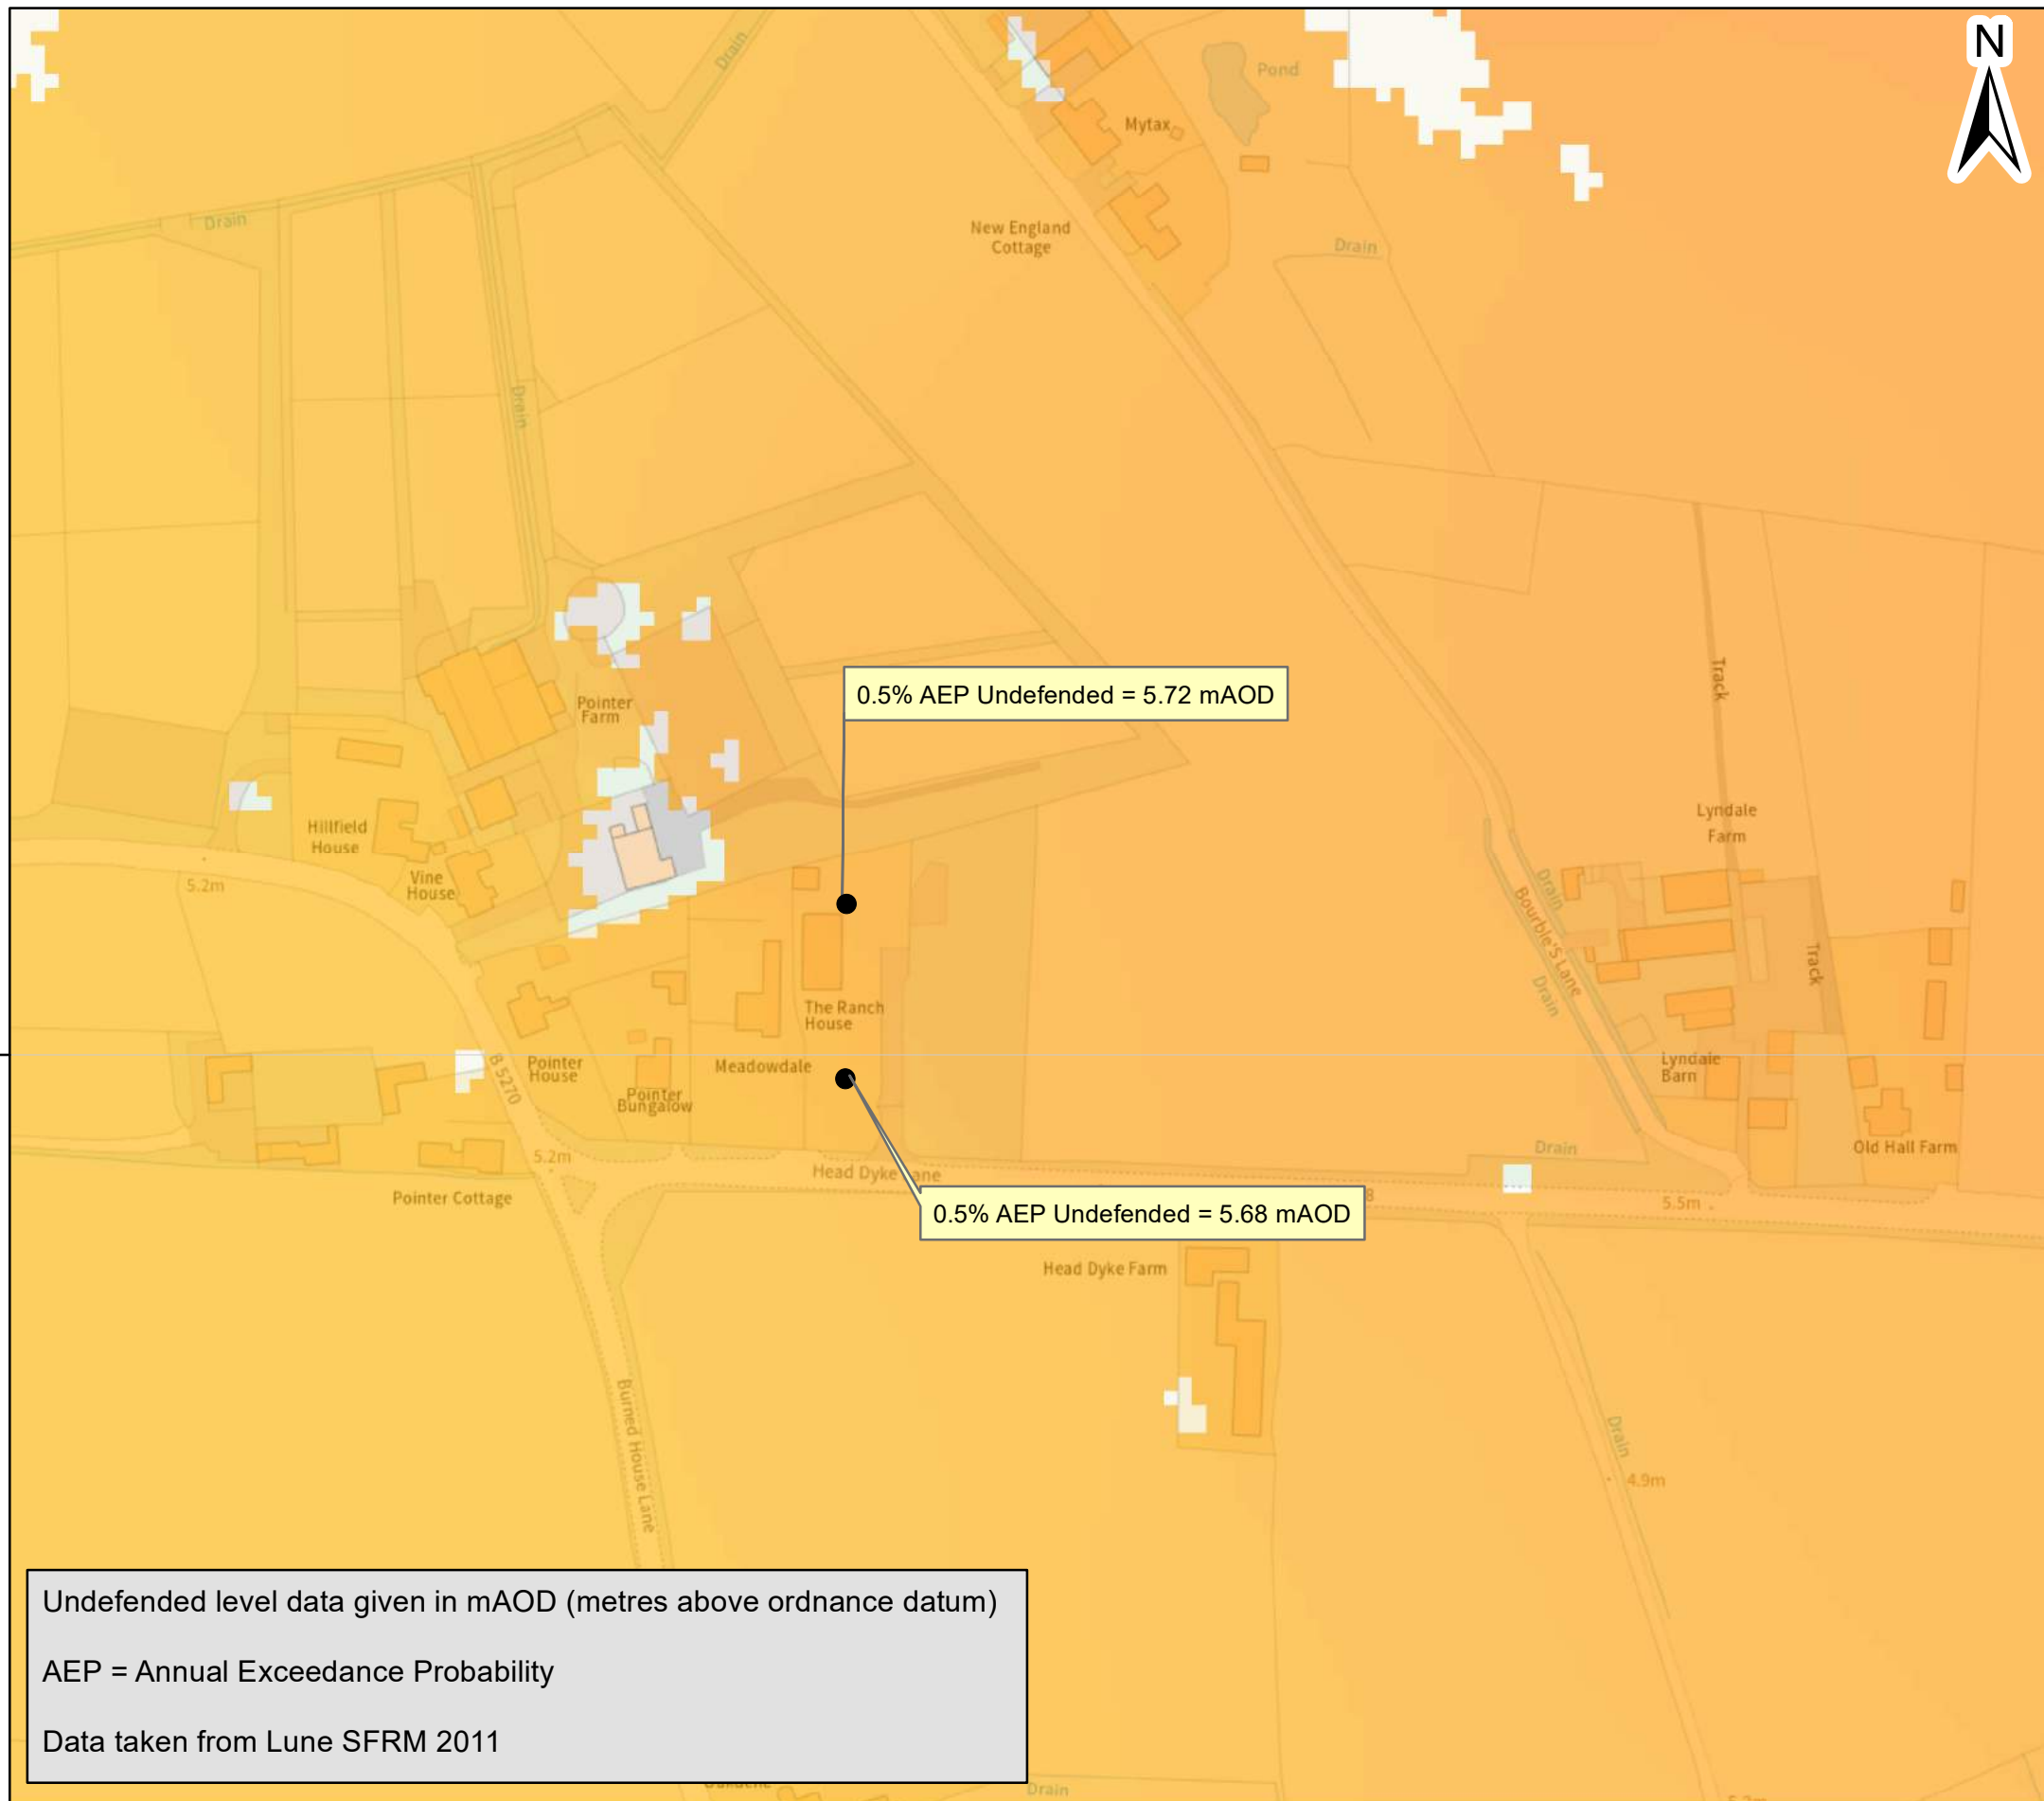 N
Drain
Pond
Mytax
Drain
New England
Cottage
Drain
Drain
Track
0.5% AEP Undefended = 5.72 mAOD
Pointer
Farm
Lyndale
Farm
Hillfield
House
Vine
House
5.2m
Drain
Bourble'S Lane
Drain
Track
The Ranch
House
Meadowdale
Pointer
House
Pointer
Bungalow
B5270
Lyndale
Barn
Old Hall Farm
Drain
5.2m
Head Dyke Lane
Pointer Cottage
0.5% AEP Undefended = 5.68 mAOD
8
5.5m
Head Dyke Farm
Burned House Lane
Drain
4.9m
Undefended level data given in mAOD (metres above ordnance datum)
AEP = Annual Exceedance Probability
Data taken from Lune SFRM 2011
Drain